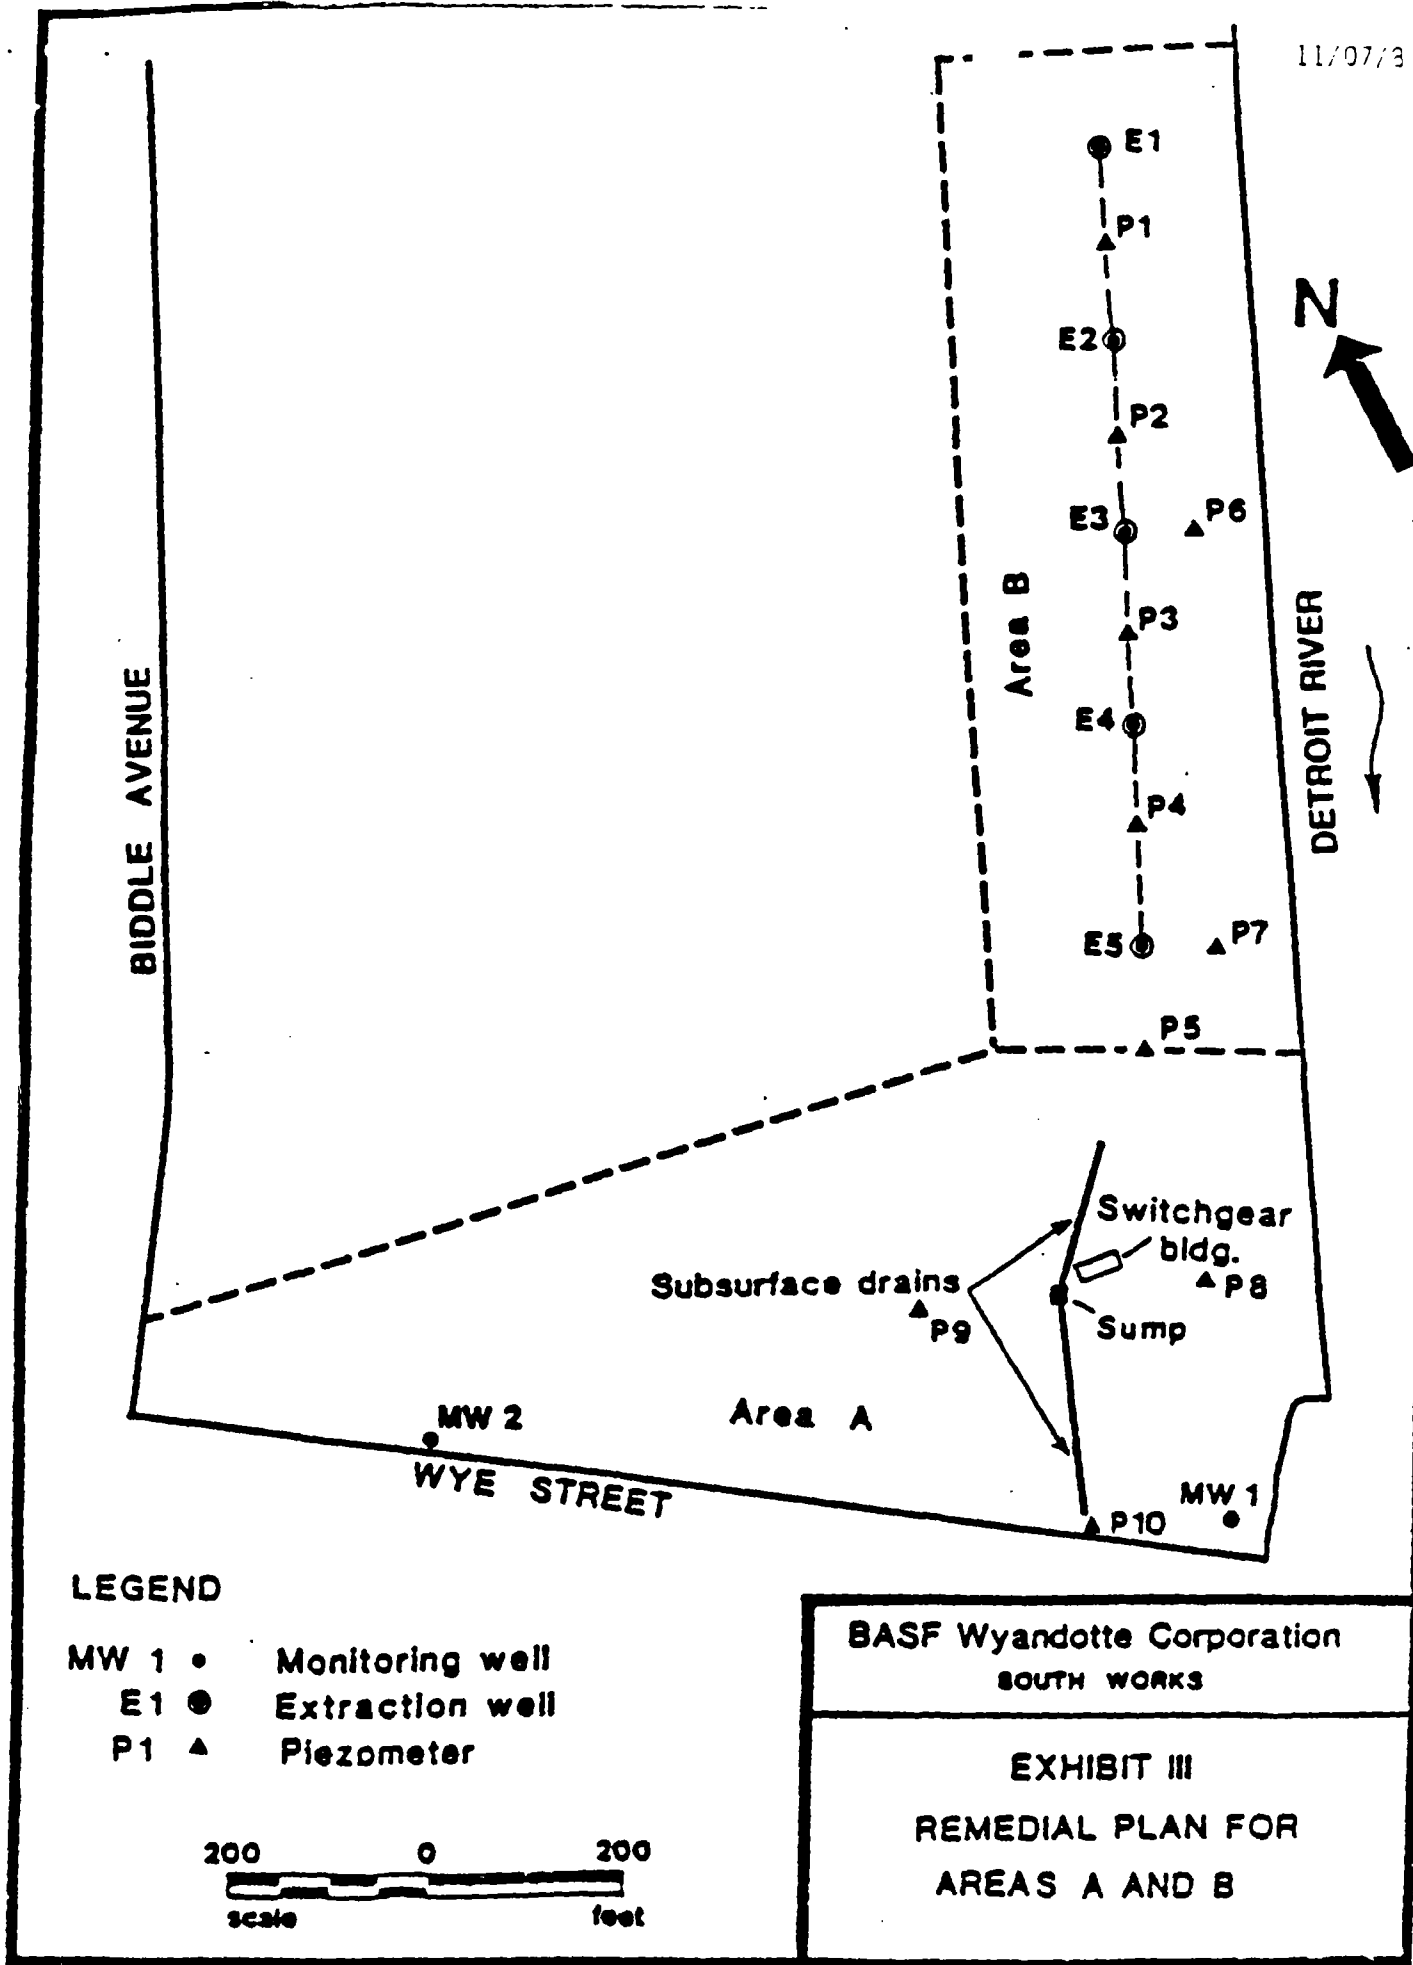 11/07/8
E1
P1
N
E2
P2
E3
P6
Area B
P3
E4
P4
BIDDLE AVENUE
DETROIT RIVER
E5
P7
P5
Switchgear
bldg.
Subsurface drains
P8
P9
Sump
MW 2
Area A
WYE STREET
MW 1
P10
LEGEND
MW 1 Monitoring well
E1 Extraction well
P1 Piezometer
200 0 200
scale feet
BASF Wyandotte Corporation
SOUTH WORKS
EXHIBIT III
REMEDIAL PLAN FOR
AREAS A AND B